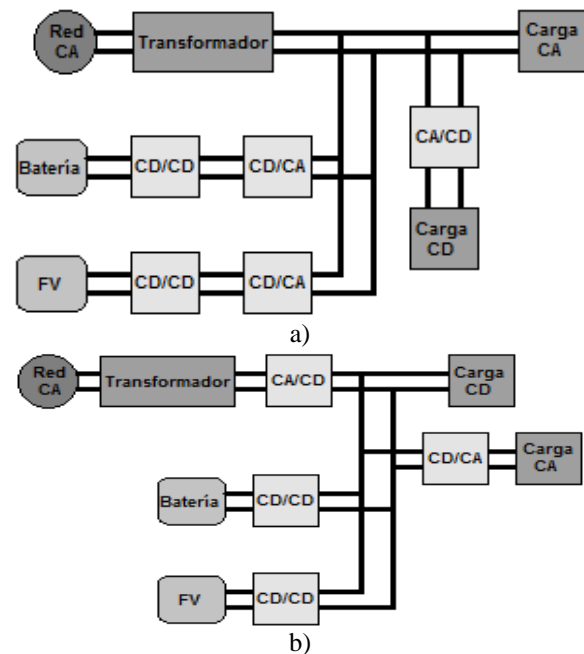 Red
CA
Transformador
Carga
CA
CA/CD
Batería
CD/CD
CD/CA
Carga
CD
FV
CD/CD
CD/CA
a)
Red
CA
Transformador
CA/CD
Carga
CD
CD/CA
Carga
CA
Batería
CD/CD
FV
CD/CD
b)